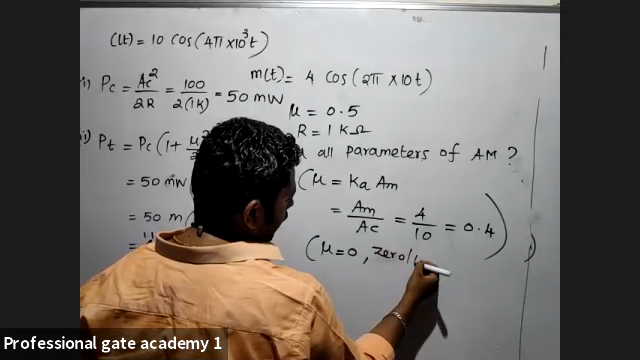 C(t) = 10 cos(4π×10³t)
m(t) = 4 cos(2π×10t)
i) Pc = Ac²/2R = 100/2(1K) = 50 mW
μ = 0.5
R = 1 KΩ
Pt = Pc(1+μ²
all parameters of AM ?
= 50 mW
(μ = Ka Am
= 50 m(
= Am/Ac = 4/10 = 0.4)
(μ=0, zero/
Professional gate academy 1